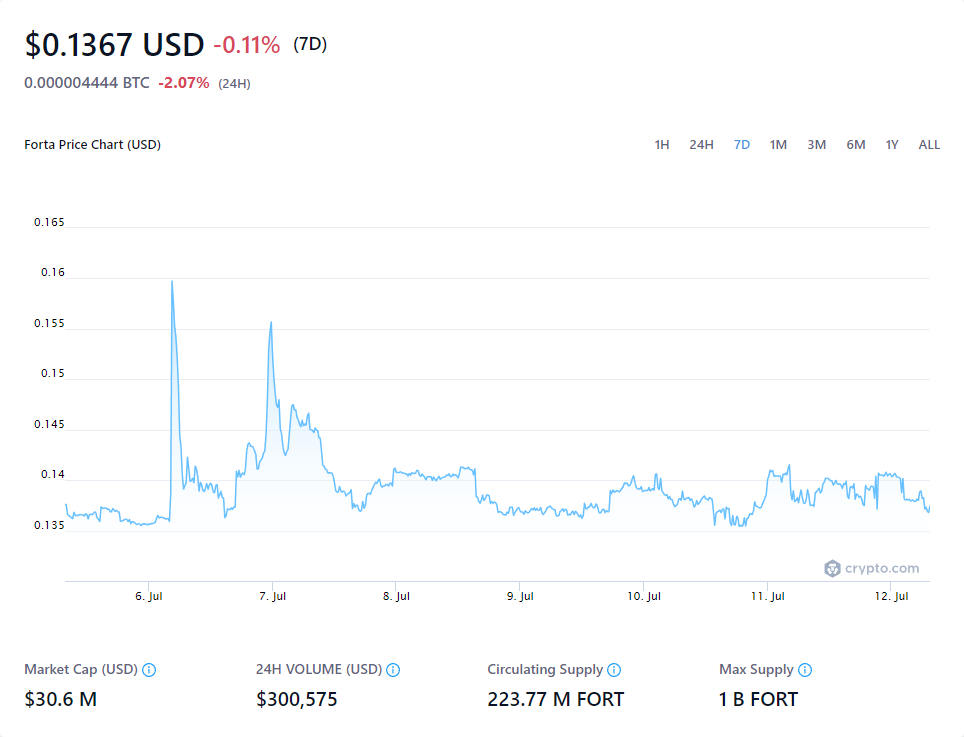 $0.1367 USD -0.11% (7D)
0.000004444 BTC -2.07% (24H)
Forta Price Chart (USD)
1H 24H 7D 1M 3M 6M 1Y ALL
0.165
0.16
0.155
0.15
0.145
0.14
0.135
crypto.com
6. Jul 7. Jul 8. Jul 9. Jul 10. Jul 11. Jul 12. Jul
Market Cap (USD) 24H VOLUME (USD) Circulating Supply Max Supply
$30.6 M $300,575 223.77 M FORT 1 B FORT